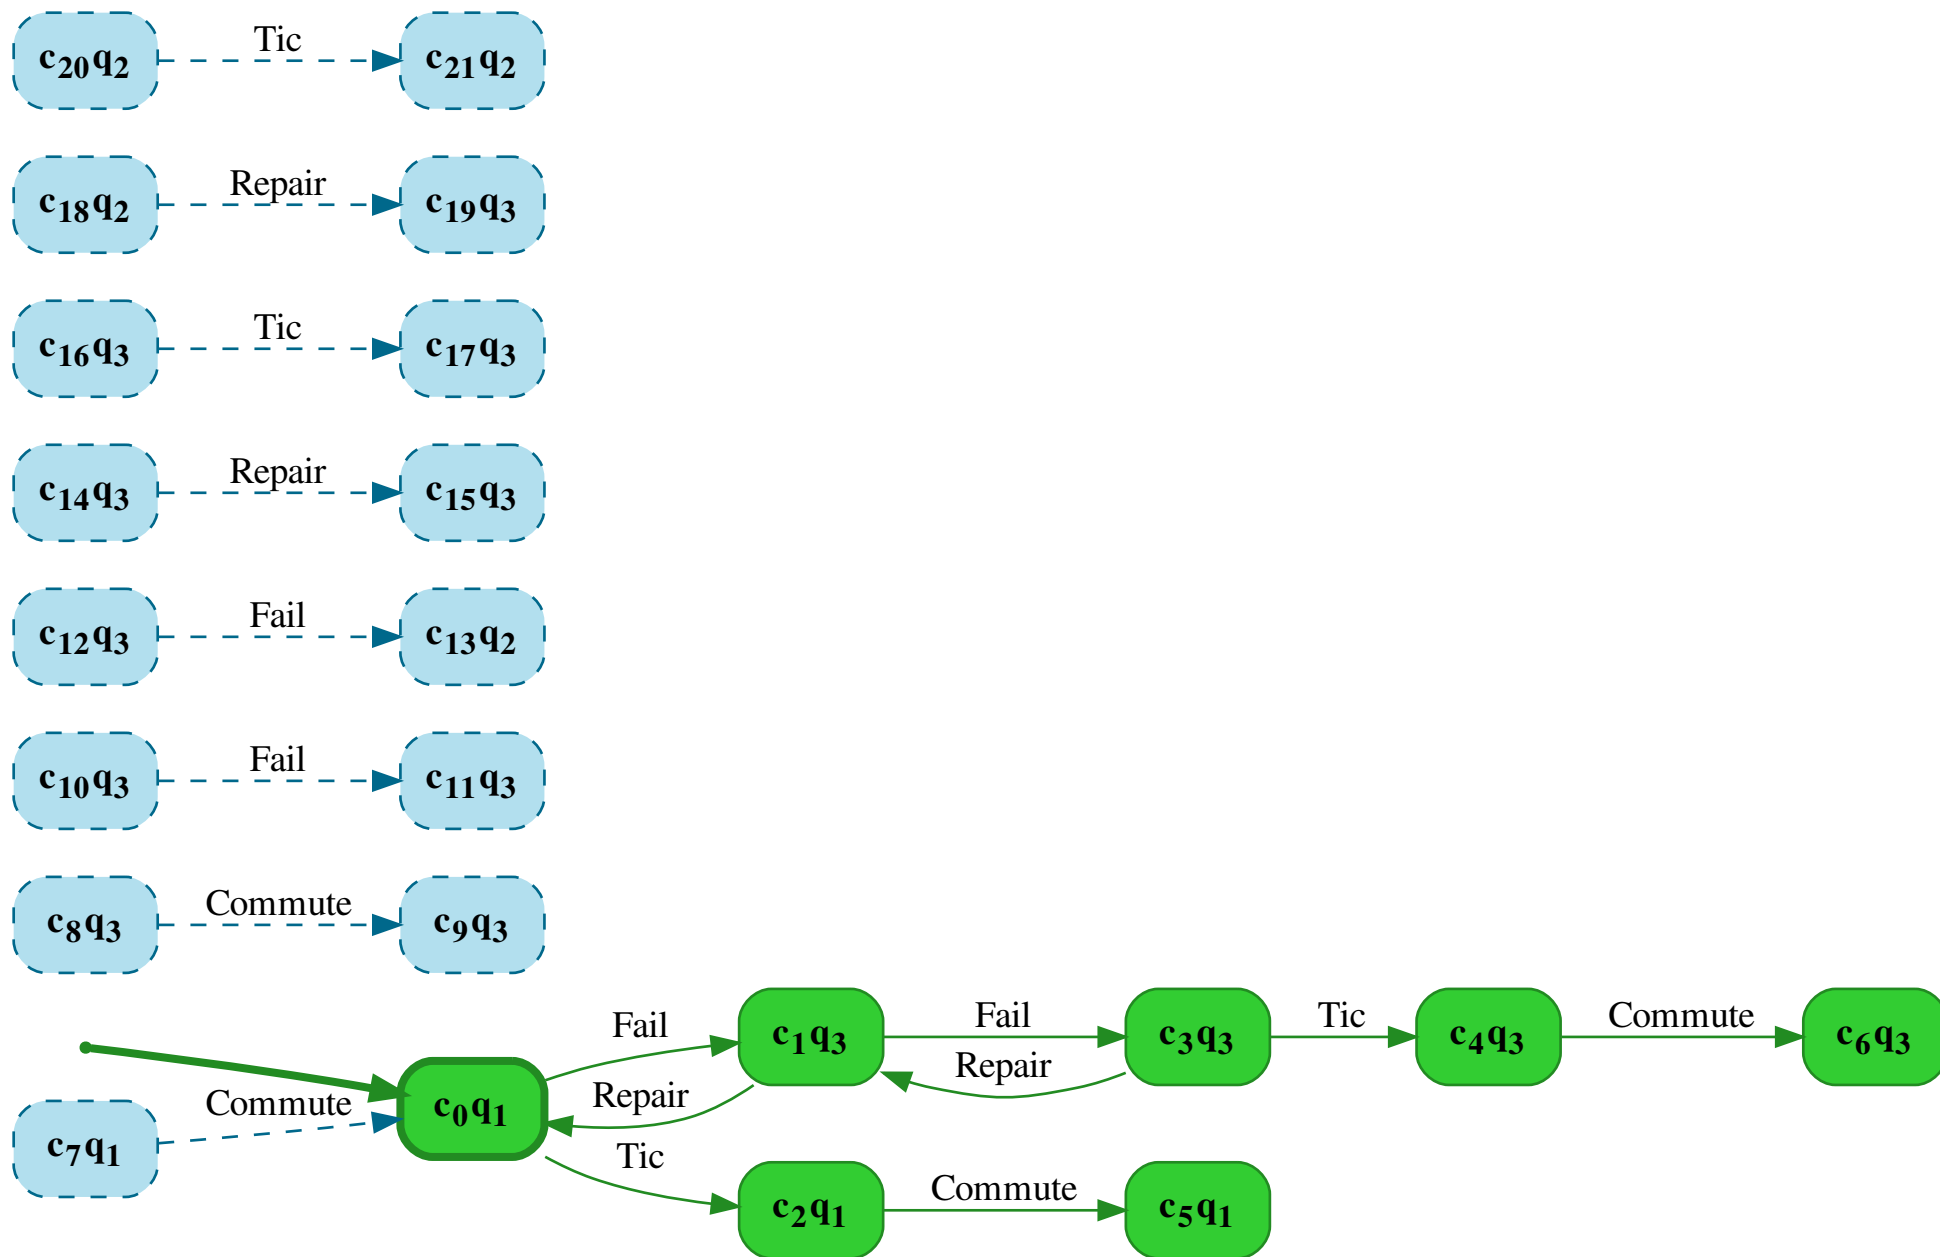 c20q2 Tic c21q2
c18q2 Repair c19q3
c16q3 Tic c17q3
c14q3 Repair c15q3
c12q3 Fail c13q2
c10q3 Fail c11q3
c8q3 Commute c9q3
Fail c1q3 Fail c3q3 Tic c4q3 Commute c6q3
Repair
Commute c0q1 Repair
c7q1
Tic
c2q1 Commute c5q1